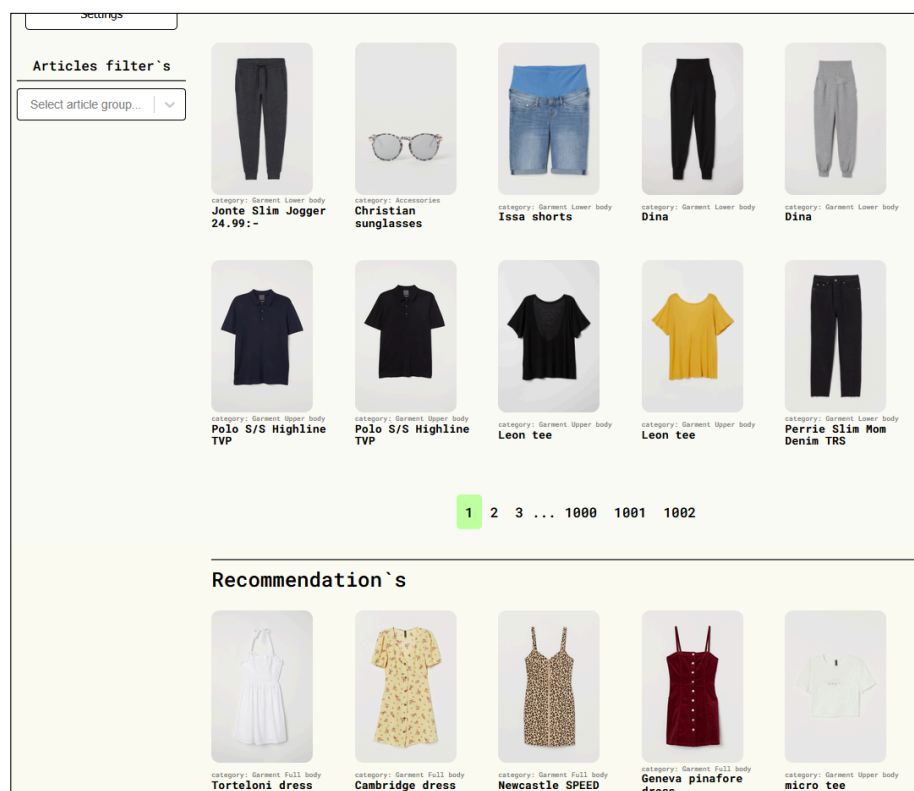 Settings
Articles filter`s
Select article group...
category: Garment Lower body
Jonte Slim Jogger
24.99:-
category: Accessories
Christian
sunglasses
category: Garment Lower body
Issa shorts
category: Garment Lower body
Dina
category: Garment Lower body
Dina
category: Garment Upper body
Polo S/S Highline
TVP
category: Garment Upper body
Polo S/S Highline
TVP
category: Garment Upper body
Leon tee
category: Garment Upper body
Leon tee
category: Garment Lower body
Perrie Slim Mom
Denim TRS
1 2 3 ... 1000 1001 1002
Recommendation`s
category: Garment Full body
Torteloni dress
category: Garment Full body
Cambridge dress
category: Garment Full body
Newcastle SPEED
category: Garment Full body
Geneva pinafore
dress
category: Garment Upper body
micro tee